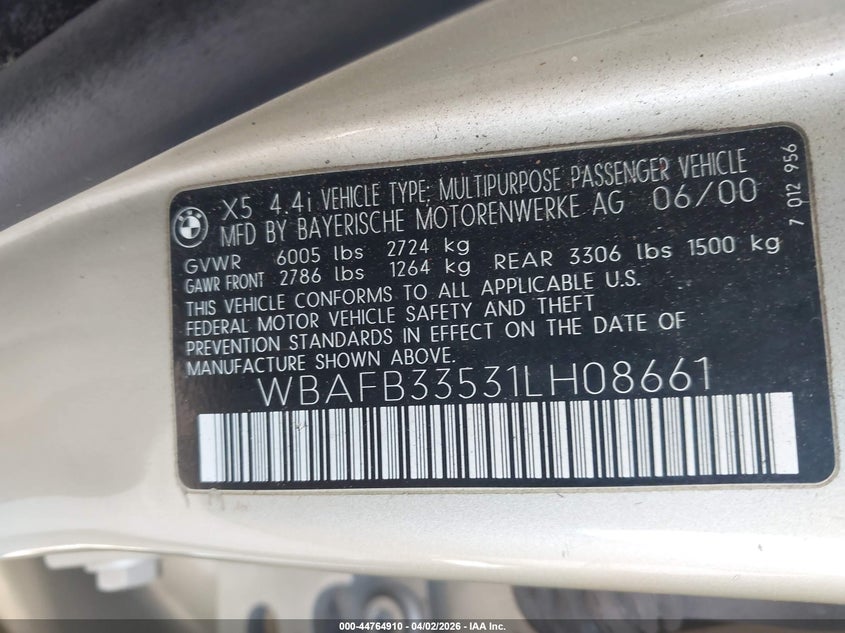 X5 4.4i VEHICLE TYPE: MULTIPURPOSE PASSENGER VEHICLE
MFD BY BAYERISCHE MOTORENWERKE AG 06/00
GVWR 6005 lbs 2724 kg
GAWR FRONT 2786 lbs 1264 kg REAR 3306 lbs 1500 kg
THIS VEHICLE CONFORMS TO ALL APPLICABLE U.S.
FEDERAL MOTOR VEHICLE SAFETY AND THEFT
PREVENTION STANDARDS IN EFFECT ON THE DATE OF
MANUFACTURE SHOWN ABOVE.
WBAFB33531LH08661
7 012 956
BMW
000-44764910 | 04/02/2026 | IAA Inc.